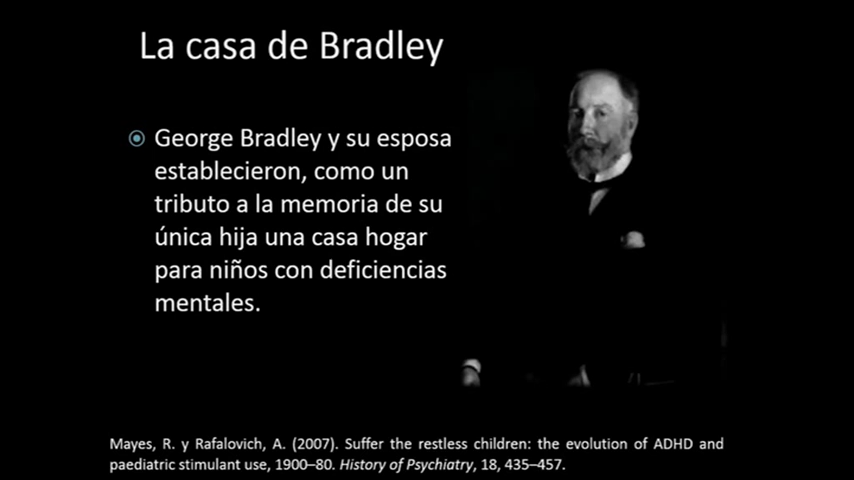 La casa de Bradley
George Bradley y su esposa
establecieron, como un
tributo a la memoria de su
única hija una casa hogar
para niños con deficiencias
mentales.
Mayes, R. y Rafalovich, A. (2007). Suffer the restless children: the evolution of ADHD and
paediatric stimulant use, 1900–80. History of Psychiatry, 18, 435–457.